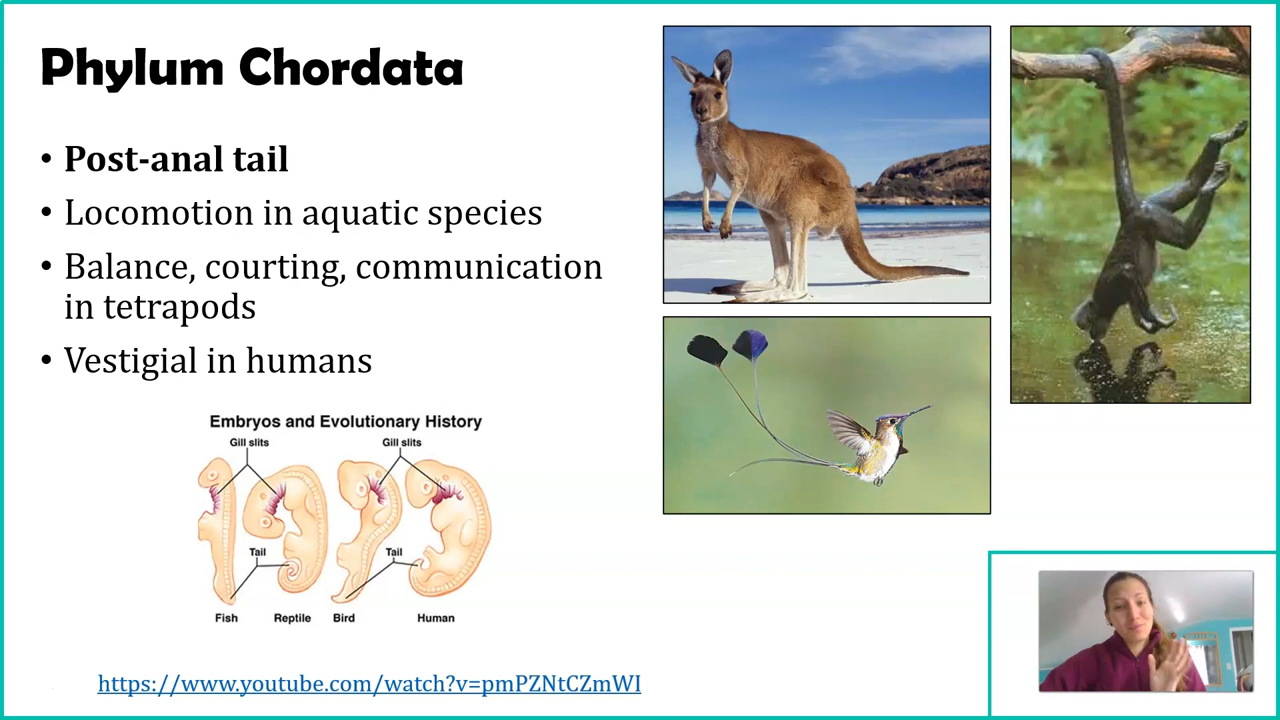 Phylum Chordata
• Post-anal tail
• Locomotion in aquatic species
• Balance, courting, communication
in tetrapods
• Vestigial in humans
Embryos and Evolutionary History
Gill slits
Gill slits
Tail
Tail
Fish
Reptile
Bird
Human
https://www.youtube.com/watch?v=pmPZNtCZmWI